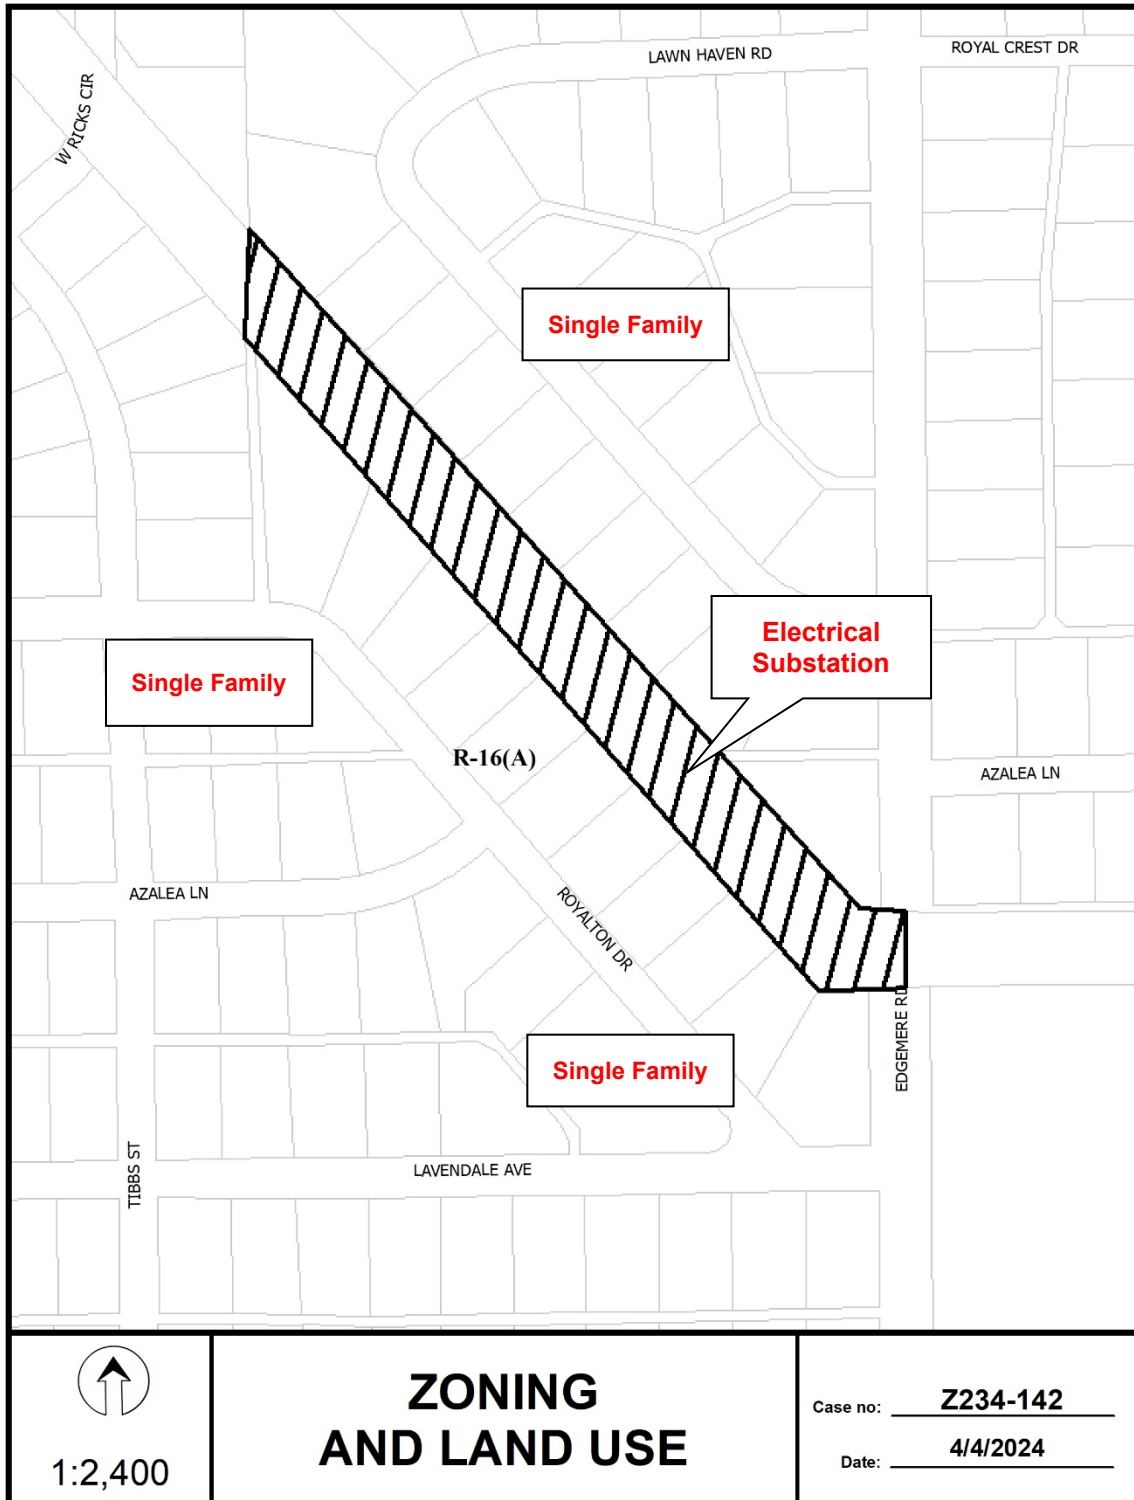 LAWN HAVEN RD
ROYAL CREST DR
W RICKS CIR
Single Family
Electrical
Substation
Single Family
R-16(A)
AZALEA LN
AZALEA LN
ROYALTON DR
EDGEMERE RD
Single Family
TIBBS ST
LAVENDALE AVE
1:2,400
ZONING
AND LAND USE
Case no: Z234-142
Date: 4/4/2024